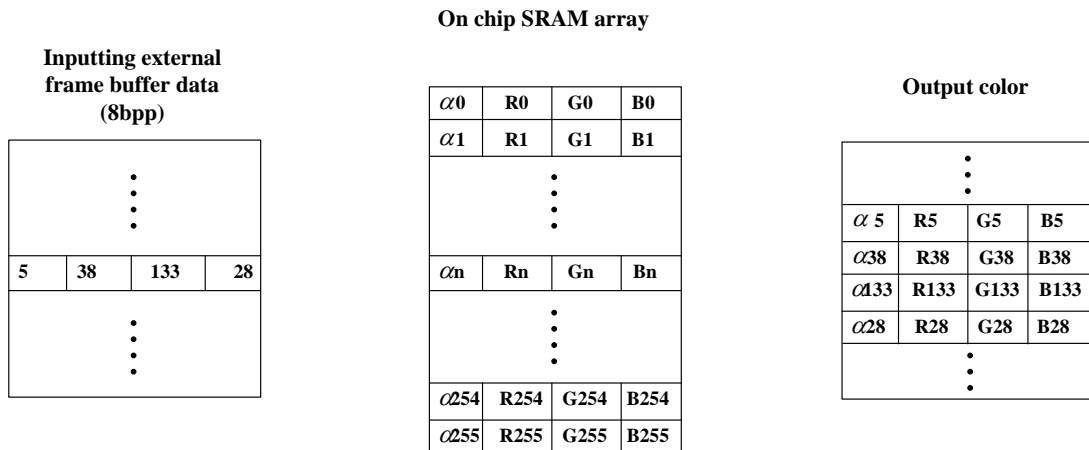 On chip SRAM array
Inputting external
frame buffer data
(8bpp)
Output color
5 38 133 28
α0 R0 G0 B0
α1 R1 G1 B1
αn Rn Gn Bn
α254 R254 G254 B254
α255 R255 G255 B255
α 5 R5 G5 B5
α38 R38 G38 B38
α133 R133 G133 B133
α28 R28 G28 B28